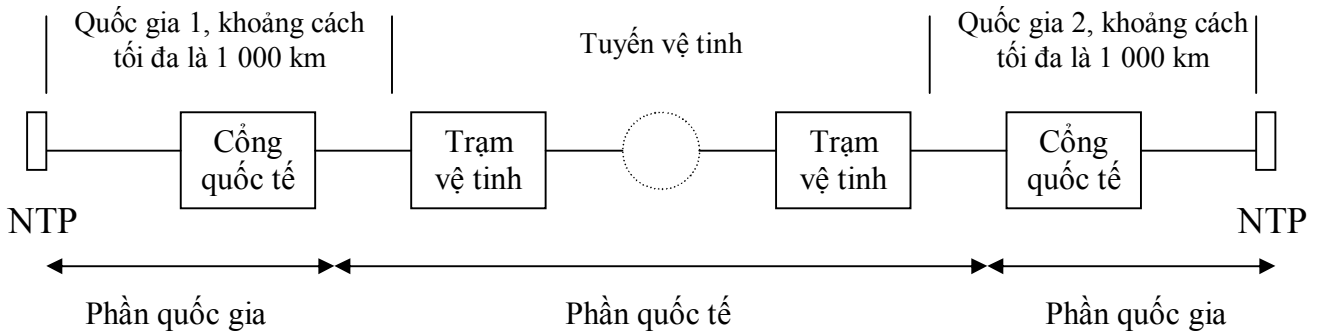 Quốc gia 1, khoảng cách
tối đa là 1 000 km
Tuyến vệ tinh
Quốc gia 2, khoảng cách
tối đa là 1 000 km
Cổng
quốc tế
Trạm
vệ tinh
Trạm
vệ tinh
Cổng
quốc tế
NTP
NTP
Phần quốc gia
Phần quốc tế
Phần quốc gia